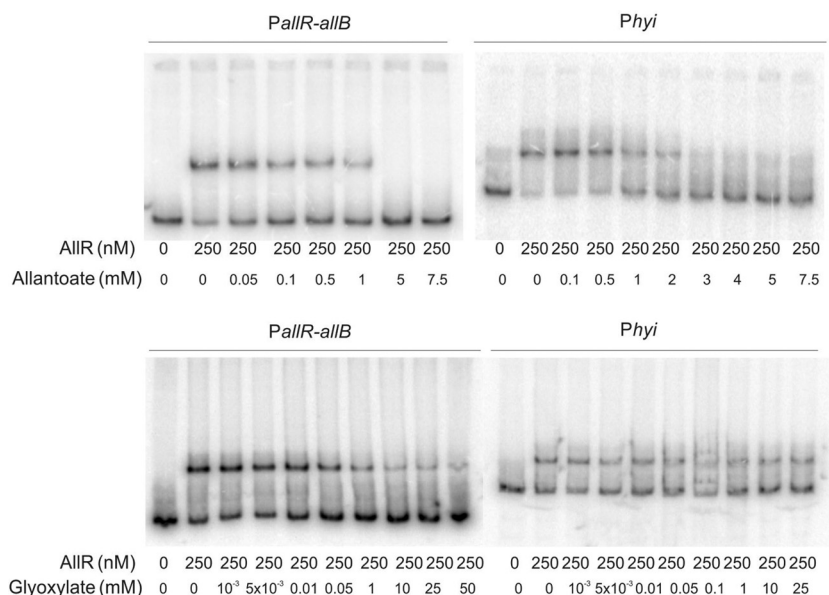 PallR-allB Phyi
AllR (nM) 0 250 250 250 250 250 250 250 0 250 250 250 250 250 250 250 250 250
Allantoate (mM) 0 0 0.05 0.1 0.5 1 5 7.5 0 0 0.1 0.5 1 2 3 4 5 7.5
PallR-allB Phyi
AllR (nM) 0 250 250 250 250 250 250 250 250 250 0 250 250 250 250 250 250 250 250 250
Glyoxylate (mM) 0 0 10⁻³ 5x10⁻³ 0.01 0.05 1 10 25 50 0 0 10⁻³ 5x10⁻³ 0.01 0.05 0.1 1 10 25